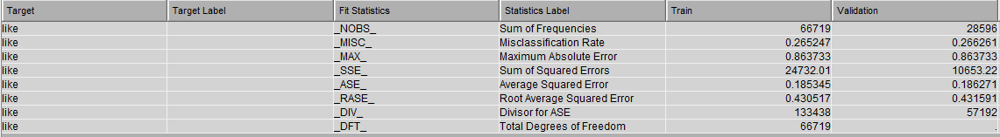 Target Target Label Fit Statistics Statistics Label Train Validation
like _NOBS_ Sum of Frequencies 66719 28596
like _MISC_ Misclassification Rate 0.265247 0.266261
like _MAX_ Maximum Absolute Error 0.863733 0.863733
like _SSE_ Sum of Squared Errors 24732.01 10653.22
like _ASE_ Average Squared Error 0.185345 0.186271
like _RASE_ Root Average Squared Error 0.430517 0.431591
like _DIV_ Divisor for ASE 133438 57192
like _DFT_ Total Degrees of Freedom 66719 .